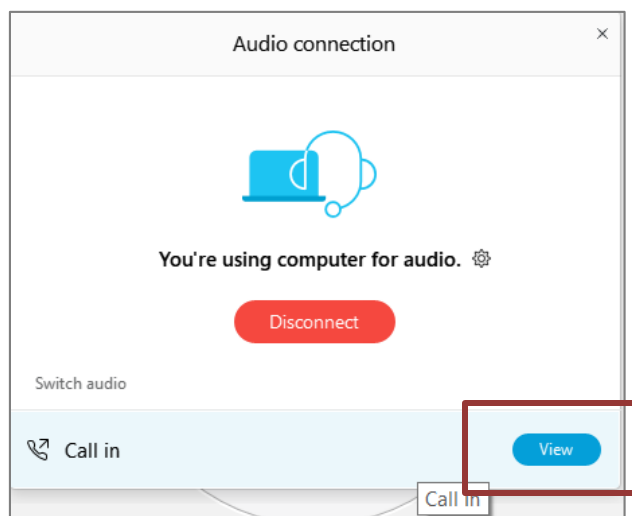 Audio connection
You're using computer for audio.
Disconnect
Switch audio
Call in
View
Call in